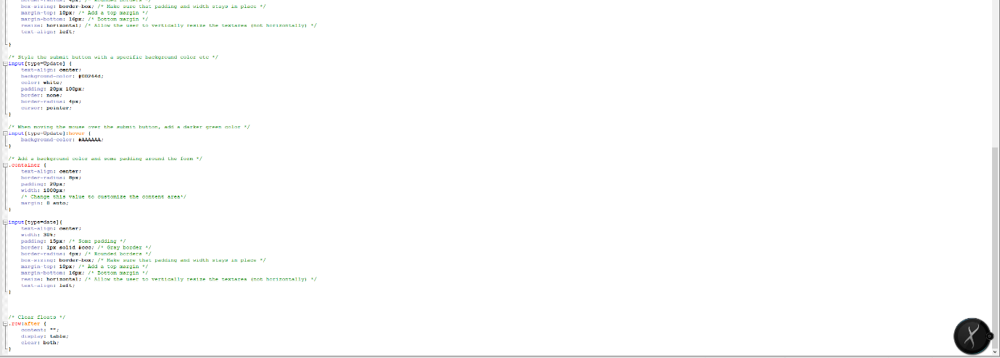 border-radius: 4px; /* Rounded borders */
box-sizing: border-box; /* Make sure that padding and width stays in place */
margin-top: 10px; /* Add a top margin */
margin-bottom: 16px; /* Bottom margin */
resize: horizontal; /* Allow the user to vertically resize the textarea (not horizontally) */
text-align: left;
}
/* Style the submit button with a specific background color etc */
input[type=Update] {
text-align: center;
background-color: #00264d;
color: white;
padding: 20px 100px;
border: none;
border-radius: 4px;
cursor: pointer;
}
/* When moving the mouse over the submit button, add a darker green color */
input[type=Update]:hover {
background-color: #AAAAAA;
}
/* Add a background color and some padding around the form */
.container {
text-align: center;
border-radius: 8px;
padding: 20px;
width: 1000px;
/* Change this value to customize the content area*/
margin: 0 auto;
}
input[type=date]{
text-align: center;
width: 30%;
padding: 15px; /* Some padding */
border: 1px solid #ccc; /* Gray border */
border-radius: 4px; /* Rounded borders */
box-sizing: border-box; /* Make sure that padding and width stays in place */
margin-top: 10px; /* Add a top margin */
margin-bottom: 16px; /* Bottom margin */
resize: horizontal; /* Allow the user to vertically resize the textarea (not horizontally) */
text-align: left;
}
/* Clear floats */
.row:after {
content: "";
display: table;
clear: both;
}